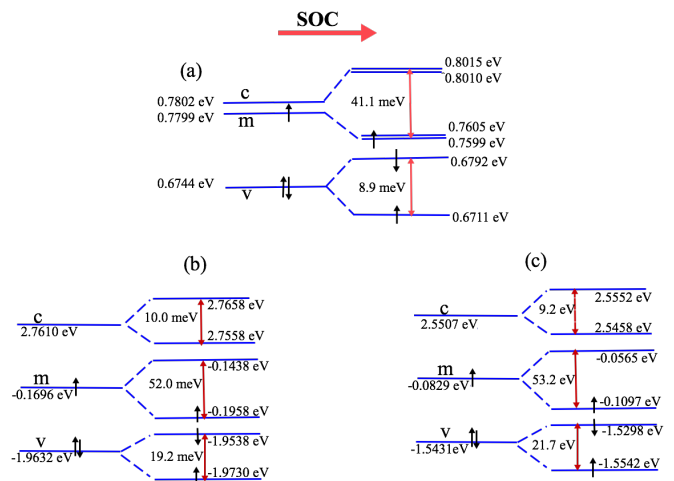 SOC
(a)
0.8015 eV
0.8010 eV
c
0.7802 eV
41.1 meV
0.7799 eV
m
0.7605 eV
0.7599 eV
0.6792 eV
0.6744 eV
8.9 meV
v
0.6711 eV
(b)
2.7658 eV
c
10.0 meV
2.7610 eV
2.7558 eV
-0.1438 eV
m
52.0 meV
-0.1696 eV
-0.1958 eV
v
-1.9538 eV
-1.9632 eV
19.2 meV
-1.9730 eV
(c)
2.5552 eV
c
9.2 meV
2.5507 eV
2.5458 eV
-0.0565 eV
m
-0.0829 eV
53.2 meV
-0.1097 eV
v
-1.5298 eV
-1.5431eV
21.7 meV
-1.5542 eV